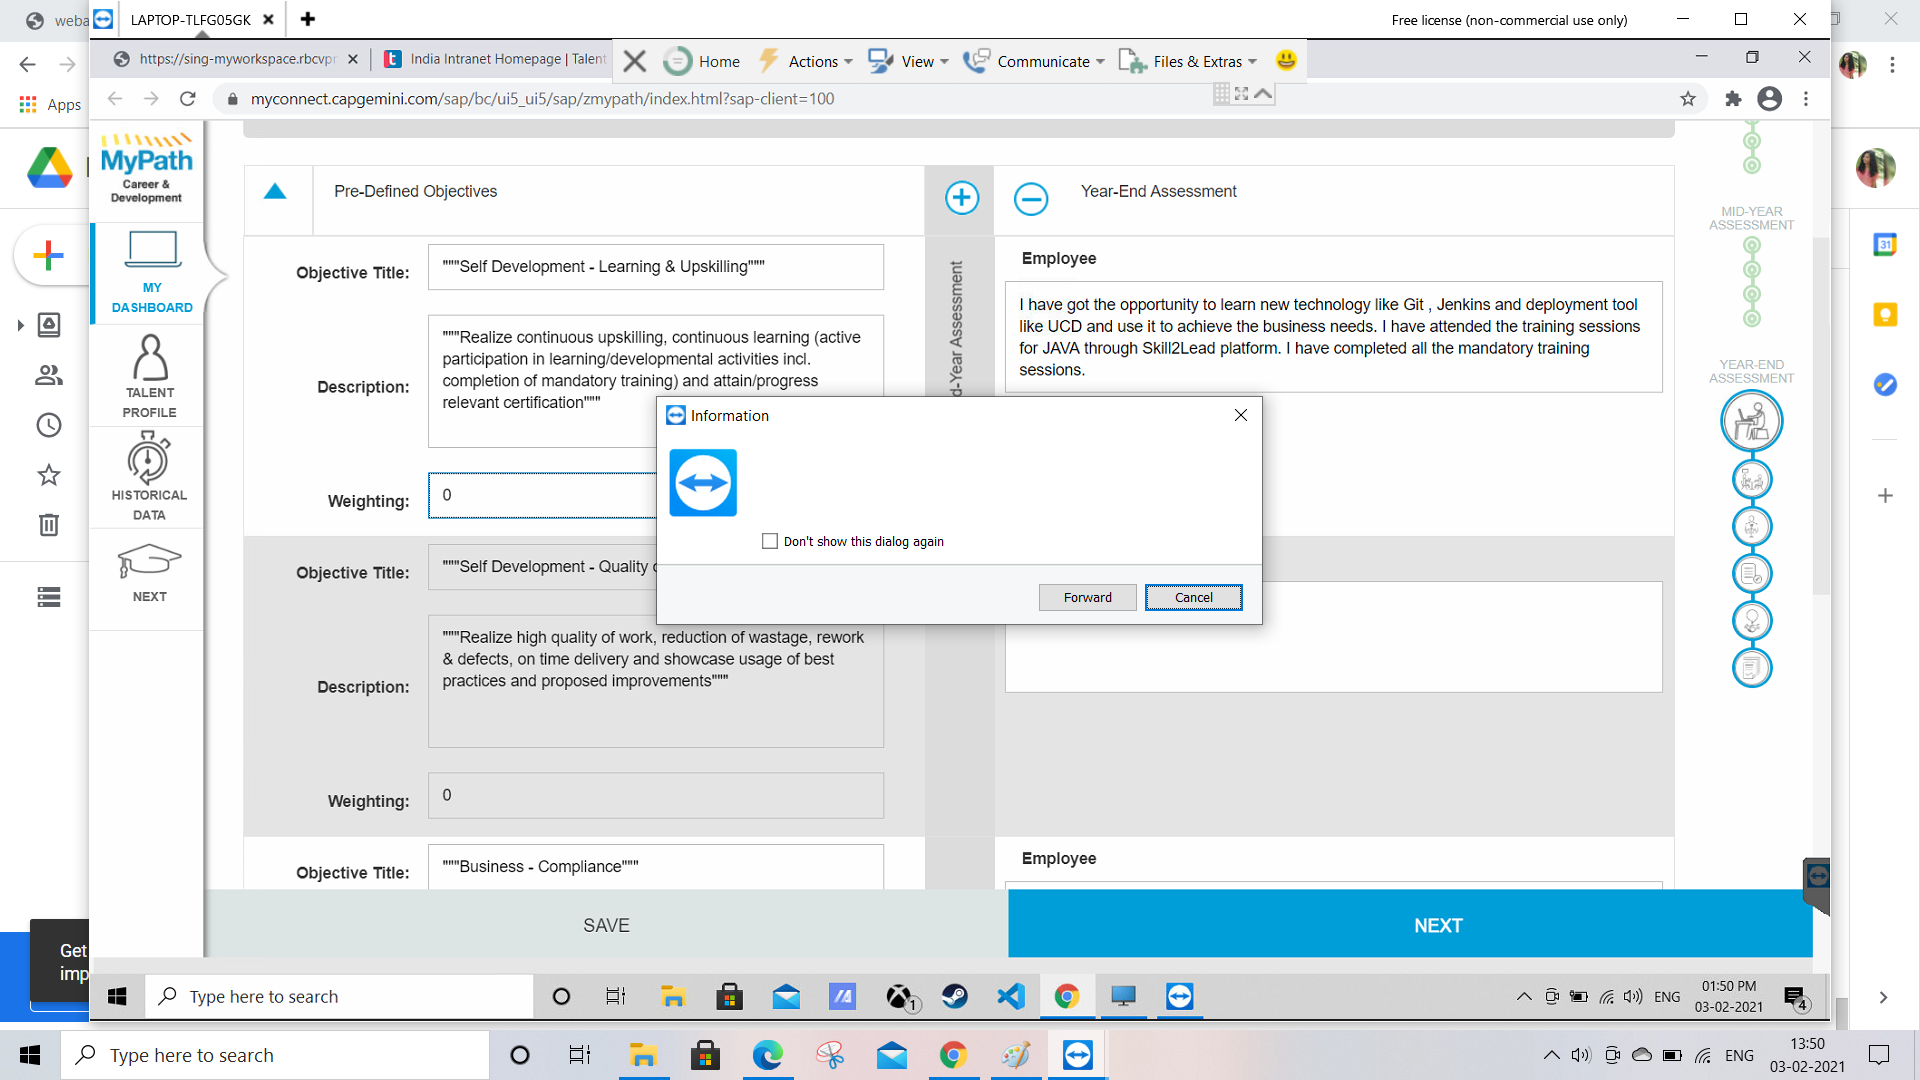 weba
LAPTOP-TLFG05GK
Free license (non-commercial use only)
https://sing-myworkspace.rbcvpr
India Intranet Homepage | Talent
Home
Actions
View
Communicate
Files & Extras
Apps
myconnect.capgemini.com/sap/bc/ui5_ui5/sap/zmypath/index.html?sap-client=100
MyPath
Career &
Development
MY
DASHBOARD
TALENT
PROFILE
HISTORICAL
DATA
NEXT
Pre-Defined Objectives
Year-End Assessment
Objective Title:
"""Self Development - Learning & Upskilling"""
Description:
"""Realize continuous upskilling, continuous learning (active
participation in learning/developmental activities incl.
completion of mandatory training) and attain/progress
relevant certification"""
Weighting:
0
d-Year Assessment
Employee
I have got the opportunity to learn new technology like Git , Jenkins and deployment tool
like UCD and use it to achieve the business needs. I have attended the training sessions
for JAVA through Skill2Lead platform. I have completed all the mandatory training
sessions.
Information
Don't show this dialog again
Forward
Cancel
Objective Title:
"""Self Development - Quality
Description:
"""Realize high quality of work, reduction of wastage, rework
& defects, on time delivery and showcase usage of best
practices and proposed improvements"""
Weighting:
0
Objective Title:
"""Business - Compliance"""
Employee
MID-YEAR
ASSESSMENT
YEAR-END
ASSESSMENT
31
SAVE
NEXT
Get
imp
Type here to search
1
ENG
01:50 PM
03-02-2021
4
Type here to search
ENG
13:50
03-02-2021